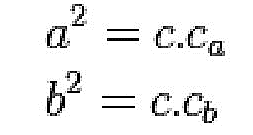 a² = c.cₐ
b² = c.c_b